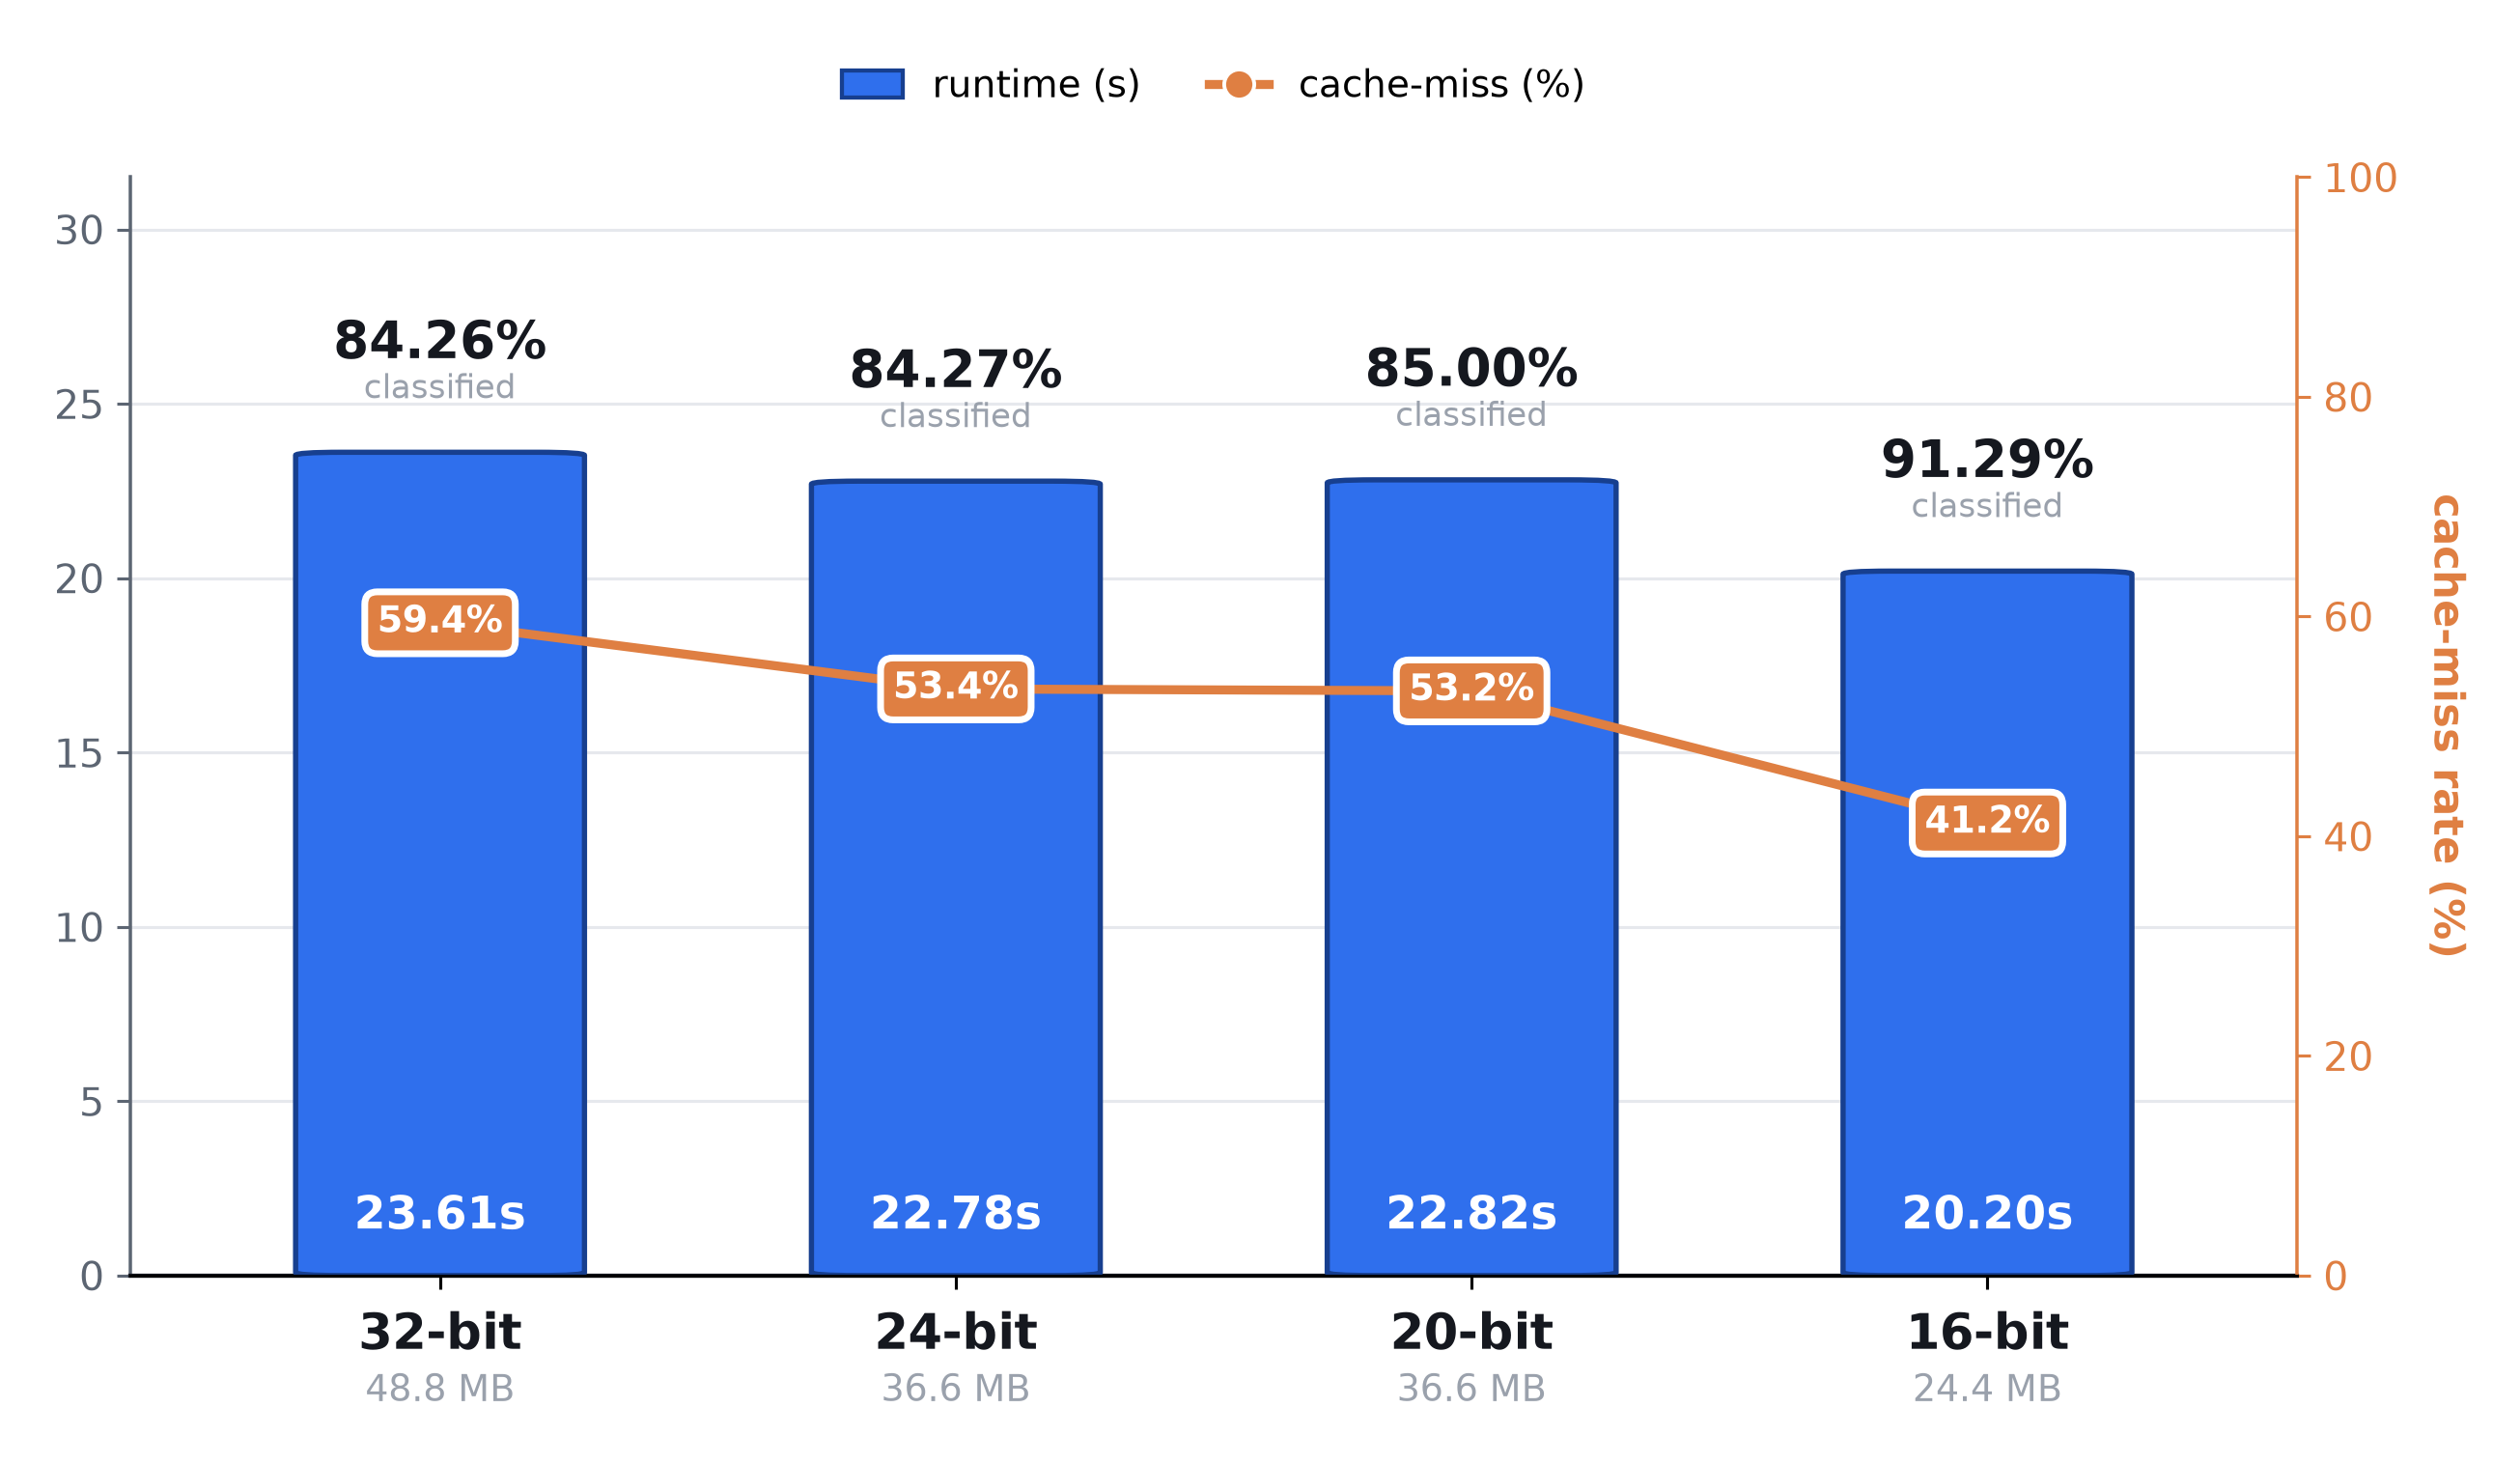 runtime (s)
cache-miss (%)
30
25
20
15
10
5
0
100
80
60
40
20
0
cache-miss rate (%)
84.26%
classified
84.27%
classified
85.00%
classified
91.29%
classified
59.4%
53.4%
53.2%
41.2%
23.61s
22.78s
22.82s
20.20s
32-bit
48.8 MB
24-bit
36.6 MB
20-bit
36.6 MB
16-bit
24.4 MB